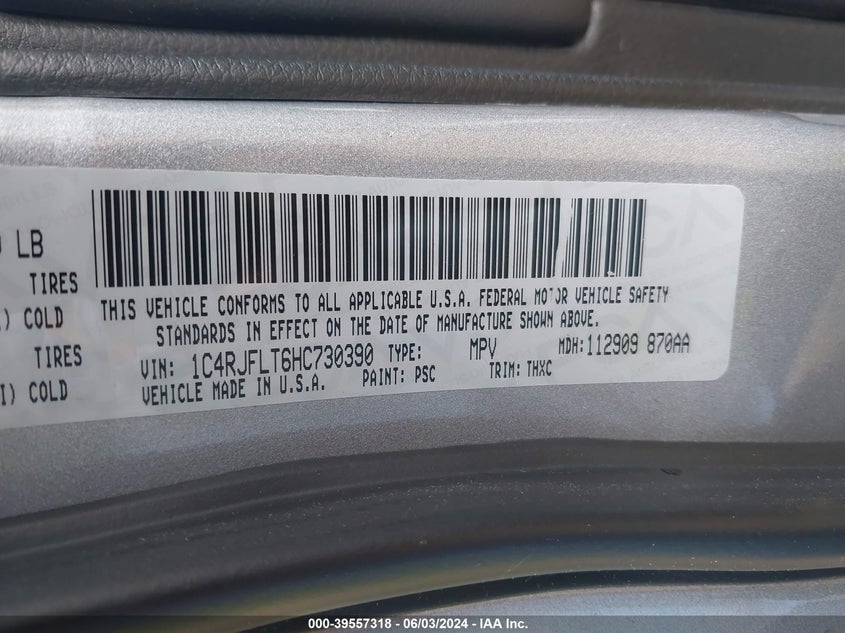 LB
TIRES
COLD
TIRES
COLD
THIS VEHICLE CONFORMS TO ALL APPLICABLE U.S.A. FEDERAL MOTOR VEHICLE SAFETY
STANDARDS IN EFFECT ON THE DATE OF MANUFACTURE SHOWN ABOVE.
VIN: 1C4RJFLT6HC730390 TYPE: MPV MDH:112909 870AA
VEHICLE MADE IN U.S.A. PAINT: PSC TRIM: THXC
000-39557318 - 06/03/2024 - IAA Inc.